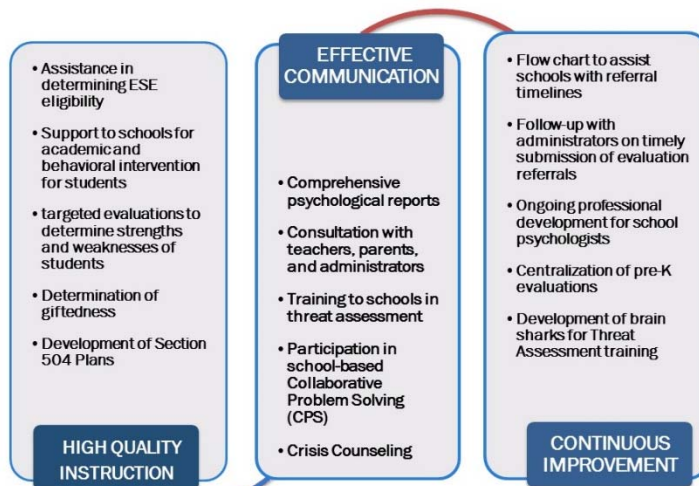 • Assistance in
determining ESE
eligibility
• Support to schools for
academic and
behavioral intervention
for students
• targeted evaluations to
determine strengths
and weaknesses of
students
• Determination of
giftedness
• Development of Section
504 Plans
HIGH QUALITY
INSTRUCTION
EFFECTIVE
COMMUNICATION
• Comprehensive
psychological reports
• Consultation with
teachers, parents,
and administrators
• Training to schools in
threat assessment
• Participation in
school-based
Collaborative
Problem Solving
(CPS)
• Crisis Counseling
• Flow chart to assist
schools with referral
timelines
• Follow-up with
administrators on timely
submission of evaluation
referrals
• Ongoing professional
development for school
psychologists
• Centralization of pre-K
evaluations
• Development of brain
sharks for Threat
Assessment training
CONTINUOUS
IMPROVEMENT